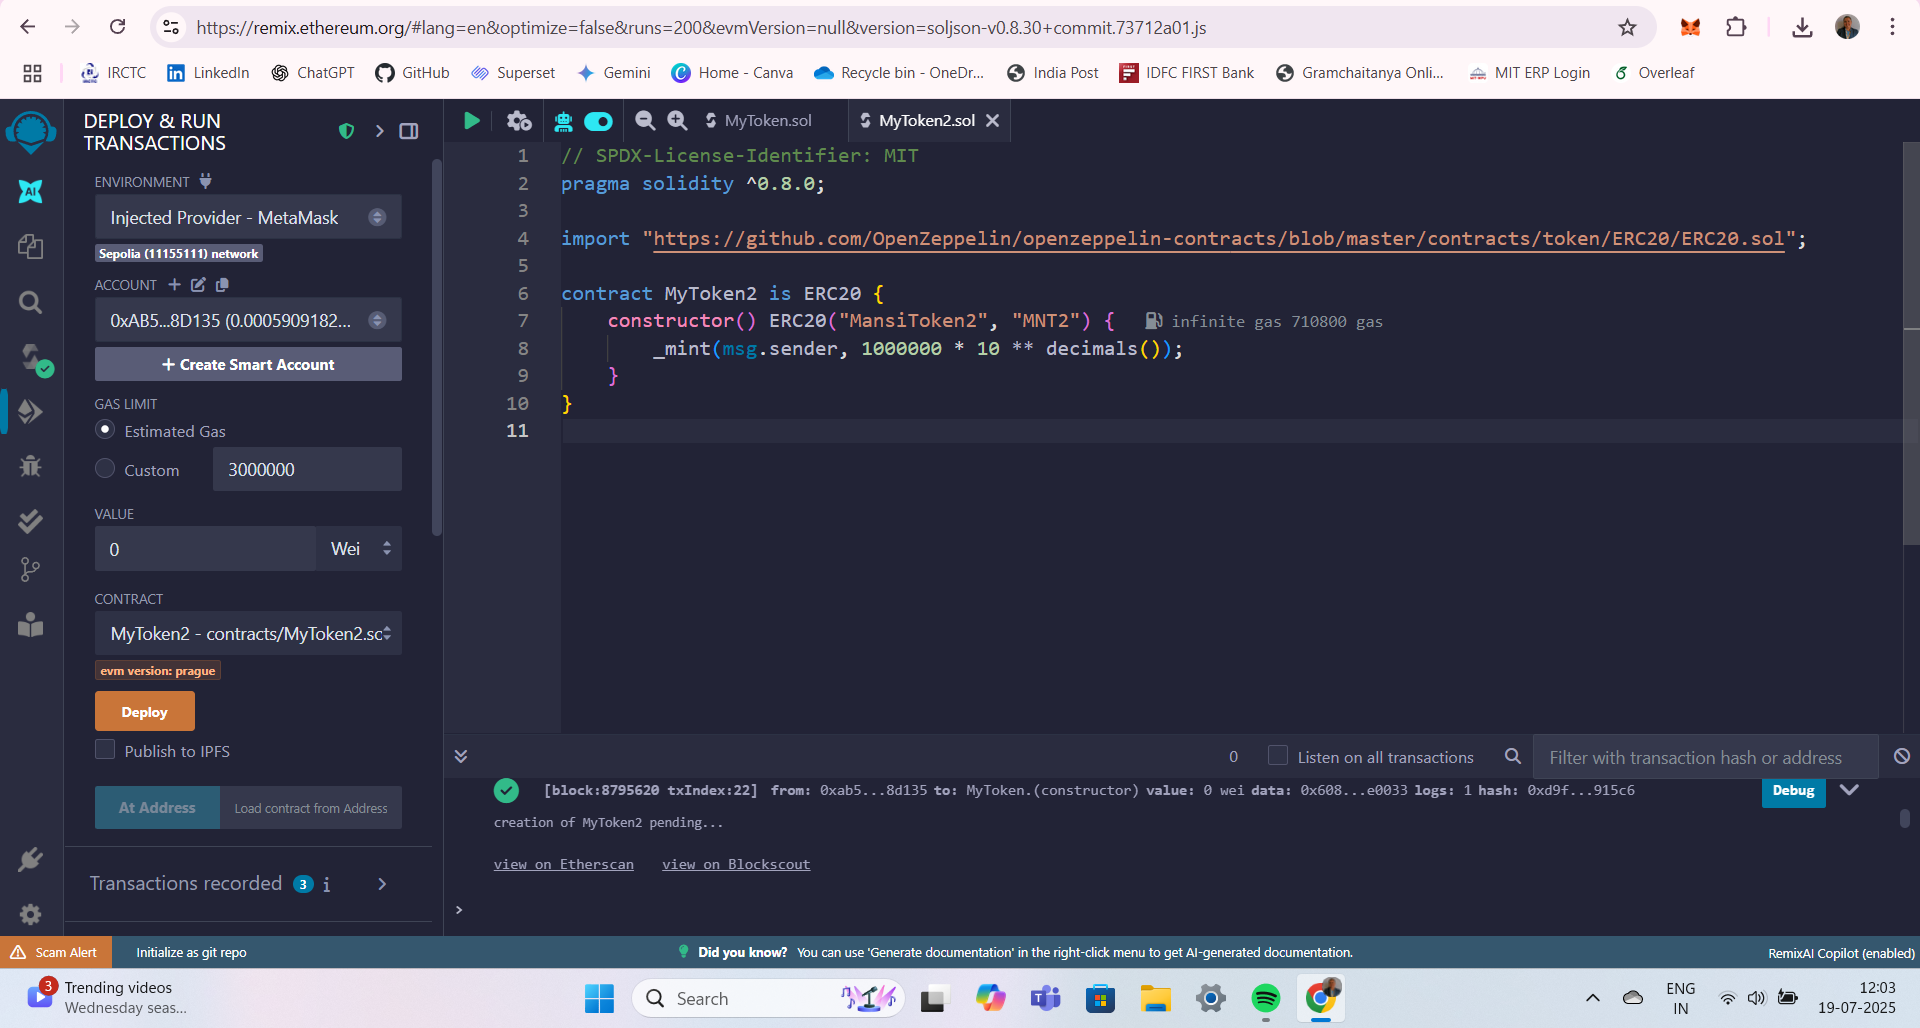 https://remix.ethereum.org/#lang=en&optimize=false&runs=200&evmVersion=null&version=soljson-v0.8.30+commit.73712a01.js
IRCTC
LinkedIn
ChatGPT
GitHub
Superset
Gemini
Home - Canva
Recycle bin - OneDr...
India Post
IDFC FIRST Bank
Gramchaitanya Onli...
MIT ERP Login
Overleaf
DEPLOY & RUN
TRANSACTIONS
ENVIRONMENT
Injected Provider - MetaMask
Sepolia (11155111) network
ACCOUNT
0xAB5...8D135 (0.0005909182...
+ Create Smart Account
GAS LIMIT
Estimated Gas
Custom
3000000
VALUE
0
Wei
CONTRACT
MyToken2 - contracts/MyToken2.sc
evm version: prague
Deploy
Publish to IPFS
At Address
Load contract from Address
Transactions recorded 3 i
AI
MyToken.sol
MyToken2.sol
1 // SPDX-License-Identifier: MIT
2 pragma solidity ^0.8.0;
3
4 import "https://github.com/OpenZeppelin/openzeppelin-contracts/blob/master/contracts/token/ERC20/ERC20.sol";
5
6 contract MyToken2 is ERC20 {
7 constructor() ERC20("MansiToken2", "MNT2") { infinite gas 710800 gas
8 _mint(msg.sender, 1000000 * 10 ** decimals());
9 }
10 }
11
0
Listen on all transactions
Filter with transaction hash or address
[block:8795620 txIndex:22] from: 0xab5...8d135 to: MyToken.(constructor) value: 0 wei data: 0x608...e0033 logs: 1 hash: 0xd9f...915c6
Debug
creation of MyToken2 pending...
view on Etherscan view on Blockscout
>
Scam Alert
Initialize as git repo
Did you know? You can use 'Generate documentation' in the right-click menu to get AI-generated documentation.
RemixAI Copilot (enabled)
3
Trending videos
Wednesday seas...
Search
ENG
IN
12:03
19-07-2025